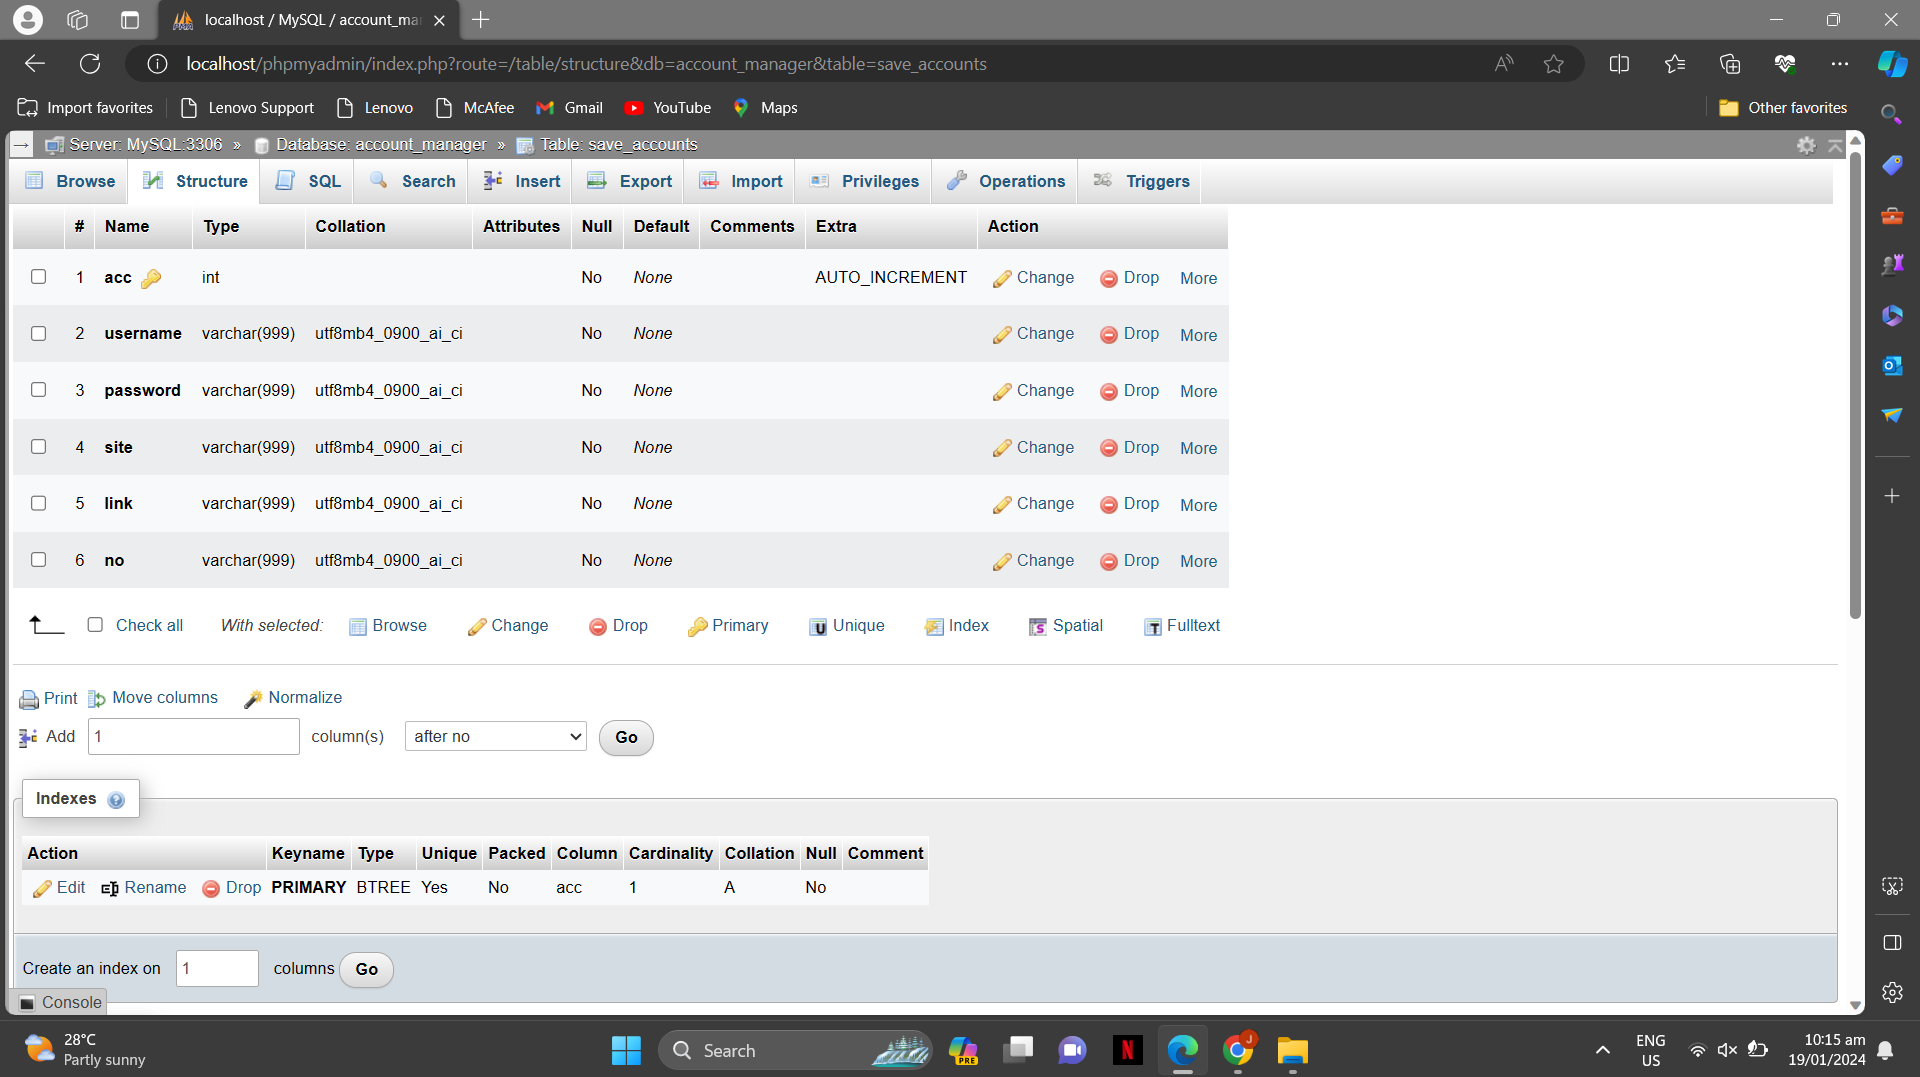 localhost / MySQL / account_ma
localhost/phpmyadmin/index.php?route=/table/structure&db=account_manager&table=save_accounts
Import favorites Lenovo Support Lenovo McAfee Gmail YouTube Maps Other favorites
Server: MySQL:3306 » Database: account_manager » Table: save_accounts
Browse Structure SQL Search Insert Export Import Privileges Operations Triggers
# Name Type Collation Attributes Null Default Comments Extra Action
1 acc int No None AUTO_INCREMENT Change Drop More
2 username varchar(999) utf8mb4_0900_ai_ci No None Change Drop More
3 password varchar(999) utf8mb4_0900_ai_ci No None Change Drop More
4 site varchar(999) utf8mb4_0900_ai_ci No None Change Drop More
5 link varchar(999) utf8mb4_0900_ai_ci No None Change Drop More
6 no varchar(999) utf8mb4_0900_ai_ci No None Change Drop More
Check all With selected: Browse Change Drop Primary Unique Index Spatial Fulltext
Print Move columns Normalize
Add 1 column(s) after no Go
Indexes
Action Keyname Type Unique Packed Column Cardinality Collation Null Comment
Edit Rename Drop PRIMARY BTREE Yes No acc 1 A No
Create an index on 1 columns Go
Console
28°C
Partly sunny
Search
PRE
N
J
ENG
US
10:15 am
19/01/2024